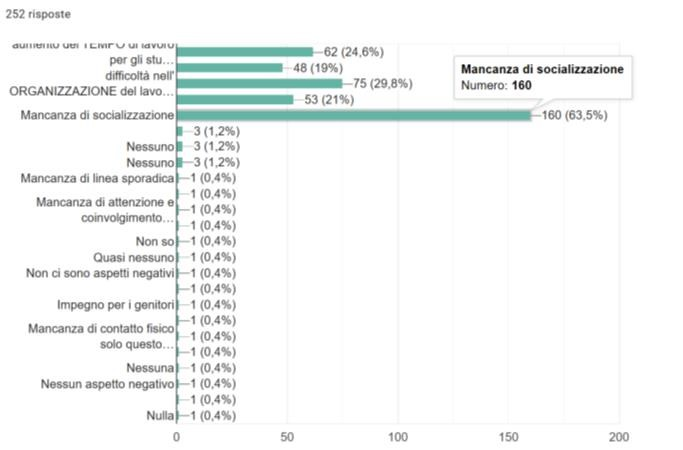 252 risposte
aumento del TEMPO di lavoro
per gli stu…
62 (24,6%)
48 (19%)
difficoltà nell'
ORGANIZZAZIONE del lavo…
75 (29,8%)
53 (21%)
Mancanza di socializzazione
160 (63,5%)
Mancanza di socializzazione
Numero: 160
3 (1,2%)
Nessuno
3 (1,2%)
Nessuno
3 (1,2%)
Mancanza di linea sporadica
1 (0,4%)
1 (0,4%)
Mancanza di attenzione e
coinvolgimento…
1 (0,4%)
1 (0,4%)
Non so
1 (0,4%)
Quasi nessuno
1 (0,4%)
Non ci sono aspetti negativi
1 (0,4%)
1 (0,4%)
Impegno per i genitori
1 (0,4%)
1 (0,4%)
Mancanza di contatto fisico
solo questo…
1 (0,4%)
1 (0,4%)
Nessuna
1 (0,4%)
Nessun aspetto negativo
1 (0,4%)
1 (0,4%)
Nulla
1 (0,4%)
0
50
100
150
200